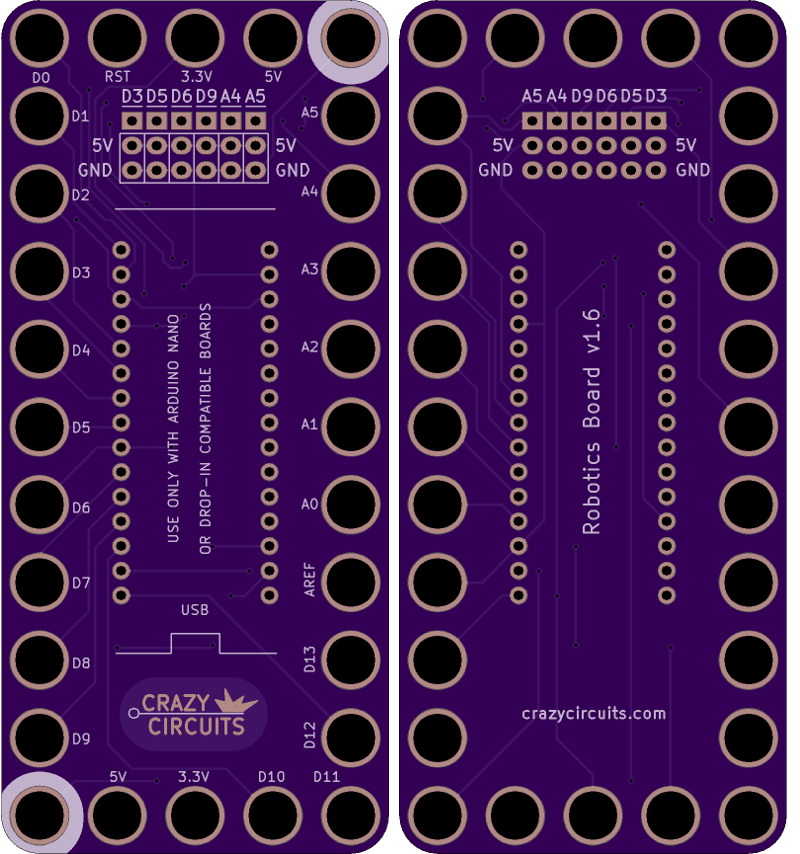 D0 RST 3.3V 5V
D3 D5 D6 D9 A4 A5
D1 A5
5V
GND GND
D2 A4
D3 A3
D4 A2
D5 A1
D6 A0
D7 AREF
D8 D13
D9 D12
USE ONLY WITH ARDUINO NANO
OR DROP-IN COMPATIBLE BOARDS
USB
CRAZY
CIRCUITS
5V 3.3V D10 D11
A5 A4 D9 D6 D5 D3
5V 5V
GND GND
Robotics Board v1.6
crazycircuits.com